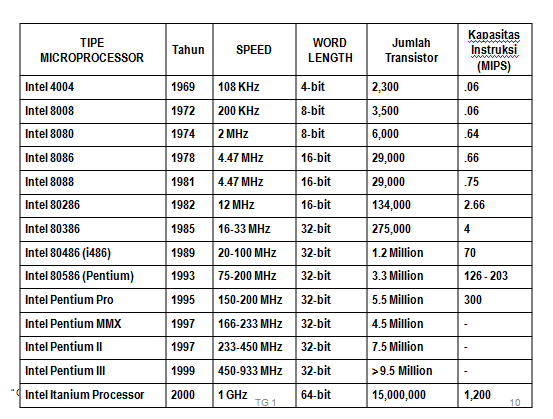 TIPE MICROPROCESSOR Tahun SPEED WORD LENGTH Jumlah Transistor Kapasitas Instruksi (MIPS)
Intel 4004 1969 108 KHz 4-bit 2,300 .06
Intel 8008 1972 200 KHz 8-bit 3,500 .06
Intel 8080 1974 2 MHz 8-bit 6,000 .64
Intel 8086 1978 4.47 MHz 16-bit 29,000 .66
Intel 8088 1981 4.47 MHz 16-bit 29,000 .75
Intel 80286 1982 12 MHz 16-bit 134,000 2.66
Intel 80386 1985 16-33 MHz 32-bit 275,000 4
Intel 80486 (i486) 1989 20-100 MHz 32-bit 1.2 Million 70
Intel 80586 (Pentium) 1993 75-200 MHz 32-bit 3.3 Million 126 - 203
Intel Pentium Pro 1995 150-200 MHz 32-bit 5.5 Million 300
Intel Pentium MMX 1997 166-233 MHz 32-bit 4.5 Million -
Intel Pentium II 1997 233-450 MHz 32-bit 7.5 Million -
Intel Pentium III 1999 450-933 MHz 32-bit >9.5 Million -
Intel Itanium Processor 2000 1 GHz 64-bit 15,000,000 1,200
TG 1 10